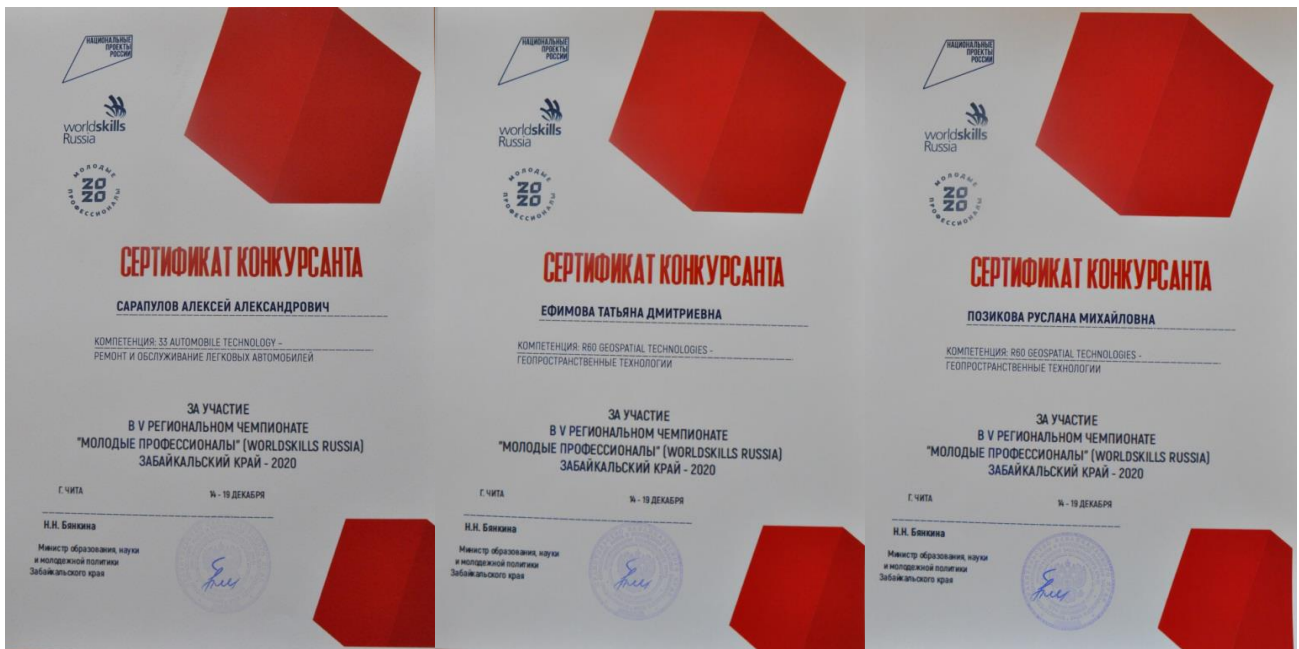 НАЦИОНАЛЬНЫЕ
ПРОЕКТЫ
РОССИИ
worldskills
Russia
МОЛОДЫЕ ПРОФЕССИОНАЛЫ
20
20
СЕРТИФИКАТ КОНКУРСАНТА
САРАПУЛОВ АЛЕКСЕЙ АЛЕКСАНДРОВИЧ
КОМПЕТЕНЦИЯ: 33 AUTOMOBILE TECHNOLOGY –
РЕМОНТ И ОБСЛУЖИВАНИЕ ЛЕГКОВЫХ АВТОМОБИЛЕЙ
ЗА УЧАСТИЕ
В V РЕГИОНАЛЬНОМ ЧЕМПИОНАТЕ
"МОЛОДЫЕ ПРОФЕССИОНАЛЫ" (WORLDSKILLS RUSSIA)
ЗАБАЙКАЛЬСКИЙ КРАЙ - 2020
Г. ЧИТА 14 - 19 ДЕКАБРЯ
Н.Н. Бянкина
Министр образования, науки
и молодежной политики
Забайкальского края
НАЦИОНАЛЬНЫЕ
ПРОЕКТЫ
РОССИИ
worldskills
Russia
МОЛОДЫЕ ПРОФЕССИОНАЛЫ
20
20
СЕРТИФИКАТ КОНКУРСАНТА
ЕФИМОВА ТАТЬЯНА ДМИТРИЕВНА
КОМПЕТЕНЦИЯ: R60 GEOSPATIAL TECHNOLOGIES -
ГЕОПРОСТРАНСТВЕННЫЕ ТЕХНОЛОГИИ
ЗА УЧАСТИЕ
В V РЕГИОНАЛЬНОМ ЧЕМПИОНАТЕ
"МОЛОДЫЕ ПРОФЕССИОНАЛЫ" (WORLDSKILLS RUSSIA)
ЗАБАЙКАЛЬСКИЙ КРАЙ - 2020
Г. ЧИТА 14 - 19 ДЕКАБРЯ
Н.Н. Бянкина
Министр образования, науки
и молодежной политики
Забайкальского края
НАЦИОНАЛЬНЫЕ
ПРОЕКТЫ
РОССИИ
worldskills
Russia
МОЛОДЫЕ ПРОФЕССИОНАЛЫ
20
20
СЕРТИФИКАТ КОНКУРСАНТА
ПОЗИКОВА РУСЛАНА МИХАЙЛОВНА
КОМПЕТЕНЦИЯ: R60 GEOSPATIAL TECHNOLOGIES -
ГЕОПРОСТРАНСТВЕННЫЕ ТЕХНОЛОГИИ
ЗА УЧАСТИЕ
В V РЕГИОНАЛЬНОМ ЧЕМПИОНАТЕ
"МОЛОДЫЕ ПРОФЕССИОНАЛЫ" (WORLDSKILLS RUSSIA)
ЗАБАЙКАЛЬСКИЙ КРАЙ - 2020
Г. ЧИТА 14 - 19 ДЕКАБРЯ
Н.Н. Бянкина
Министр образования, науки
и молодежной политики
Забайкальского края